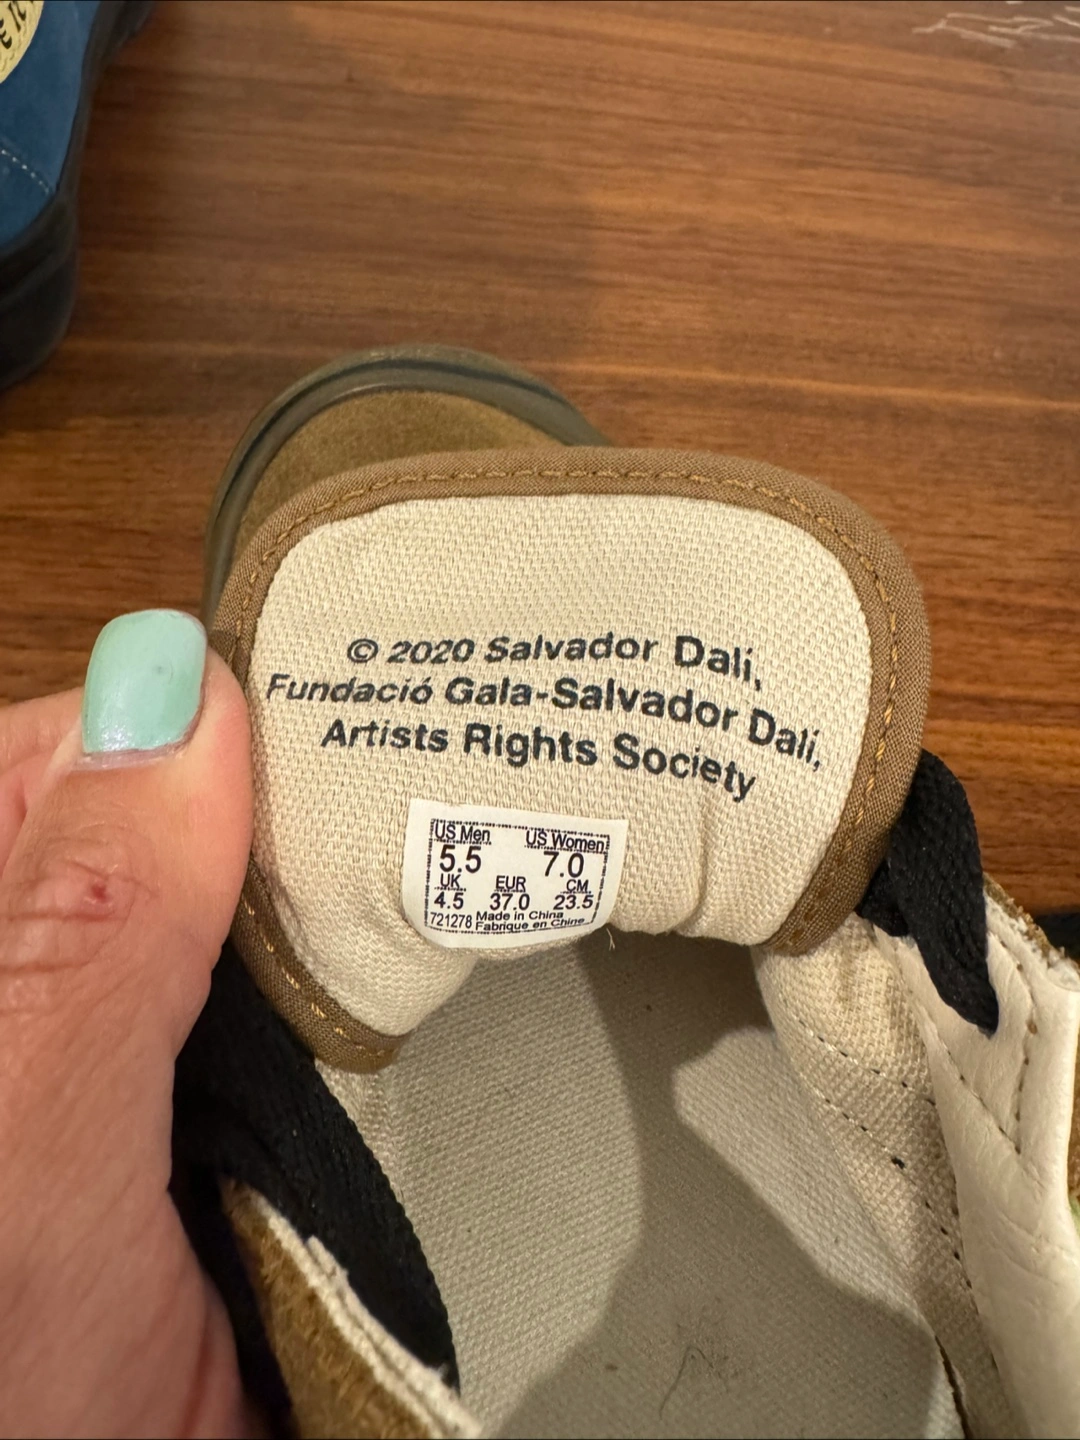 © 2020 Salvador Dalí,
Fundació Gala-Salvador Dalí,
Artists Rights Society
US Men US Women
5.5 7.0
UK EUR CM
4.5 37.0 23.5
721278 Made in China
Fabrique en Chine